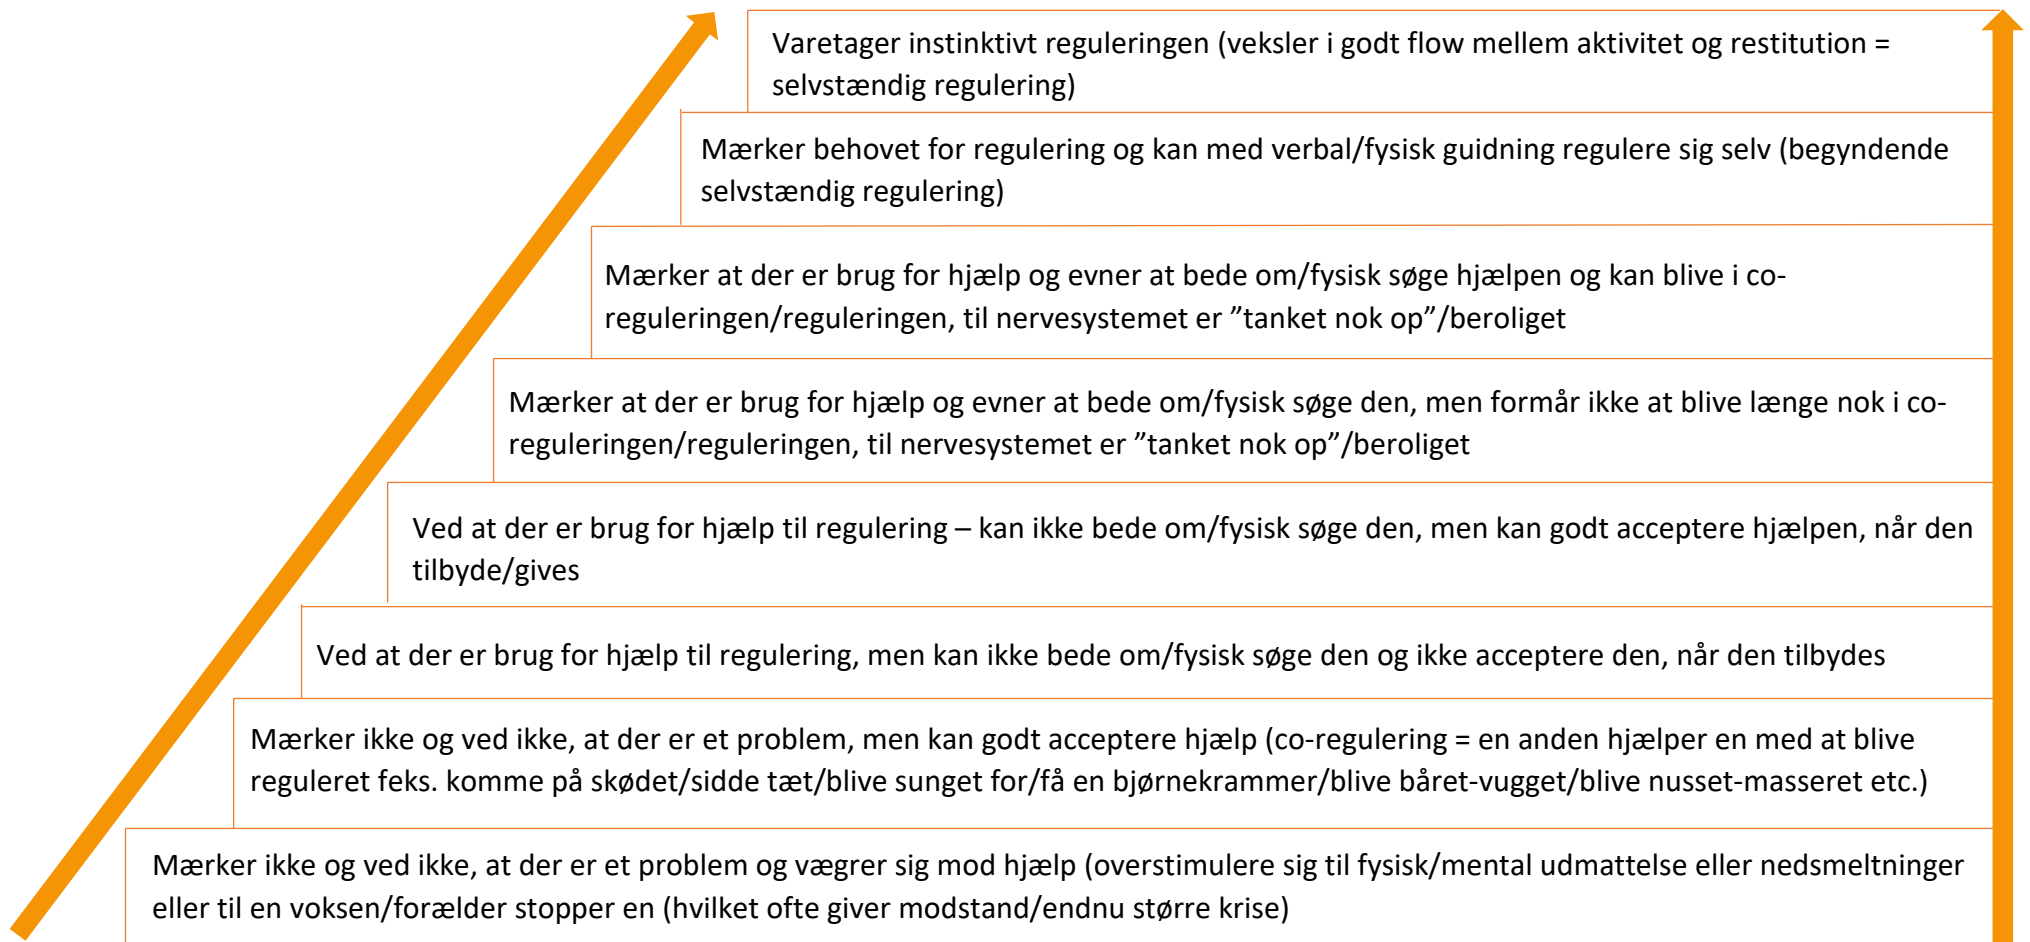 Varetager instinktivt reguleringen (veksler i godt flow mellem aktivitet og restitution =
selvstændig regulering)
Mærker behovet for regulering og kan med verbal/fysisk guidning regulere sig selv (begyndende
selvstændig regulering)
Mærker at der er brug for hjælp og evner at bede om/fysisk søge hjælpen og kan blive i co-
reguleringen/reguleringen, til nervesystemet er ”tanket nok op”/beroliget
Mærker at der er brug for hjælp og evner at bede om/fysisk søge den, men formår ikke at blive længe nok i co-
reguleringen/reguleringen, til nervesystemet er ”tanket nok op”/beroliget
Ved at der er brug for hjælp til regulering – kan ikke bede om/fysisk søge den, men kan godt acceptere hjælpen, når den
tilbyde/gives
Ved at der er brug for hjælp til regulering, men kan ikke bede om/fysisk søge den og ikke acceptere den, når den tilbydes
Mærker ikke og ved ikke, at der er et problem, men kan godt acceptere hjælp (co-regulering = en anden hjælper en med at blive
reguleret feks. komme på skødet/sidde tæt/blive sunget for/få en bjørnekrammer/blive båret-vugget/blive nusset-masseret etc.)
Mærker ikke og ved ikke, at der er et problem og vægrer sig mod hjælp (overstimulere sig til fysisk/mental udmattelse eller nedsmeltninger
eller til en voksen/forælder stopper en (hvilket ofte giver modstand/endnu større krise)